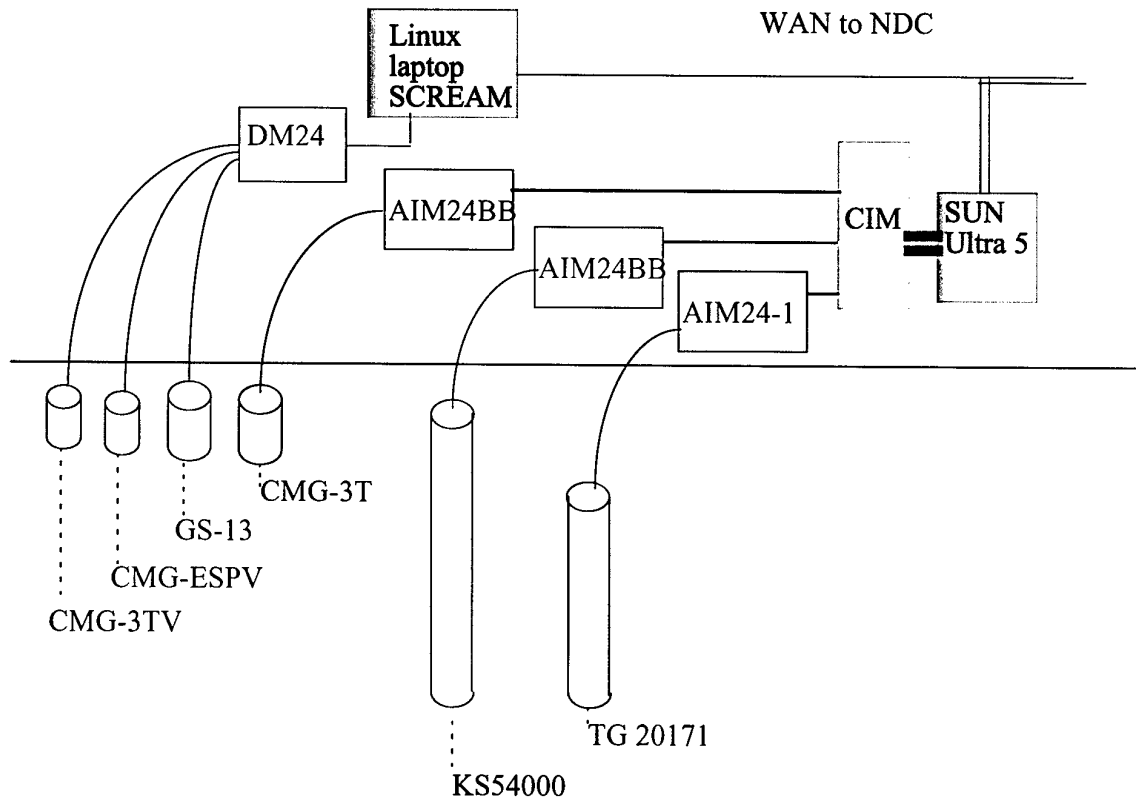 WAN to NDC
Linux
laptop
SCREAM
DM24
AIM24BB
CIM
SUN
Ultra 5
AIM24BB
AIM24-1
CMG-3T
GS-13
CMG-ESPV
CMG-3TV
TG 20171
KS54000